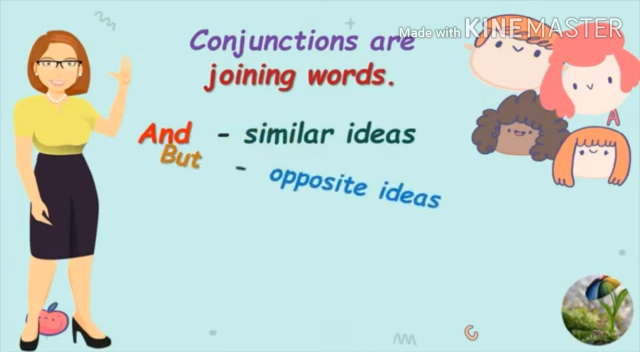 Made with KINEMASTER
Conjunctions are
joining words.
And - similar ideas
But - opposite ideas
A